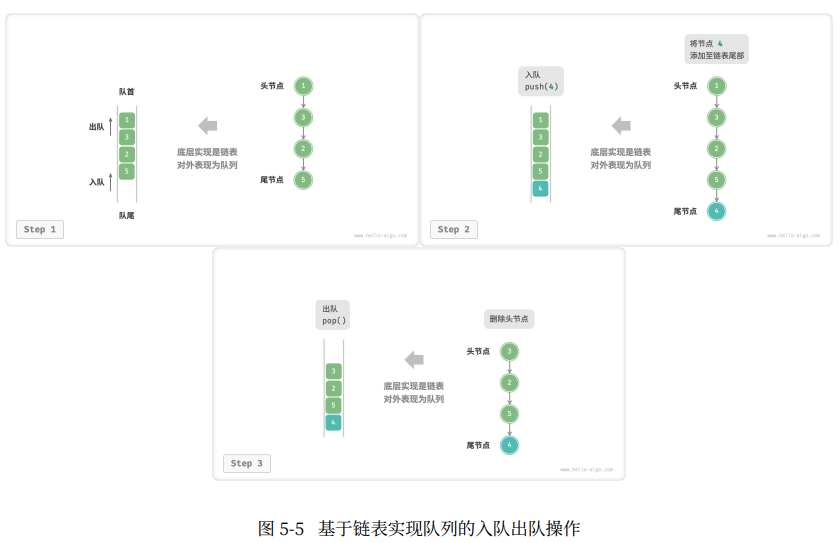 队首
出队
入队
队尾
1
3
2
5
底层实现是链表
对外表现为队列
头节点
1
3
2
尾节点
5
Step 1
www.hello-algo.com
入队
push(4)
1
3
2
5
4
底层实现是链表
对外表现为队列
将节点 4
添加至链表尾部
头节点
1
3
2
5
尾节点
4
Step 2
www.hello-algo.com
出队
pop()
3
2
5
4
底层实现是链表
对外表现为队列
删除头节点
头节点
3
2
5
尾节点
4
Step 3
www.hello-algo.com
图 5-5 基于链表实现队列的入队出队操作